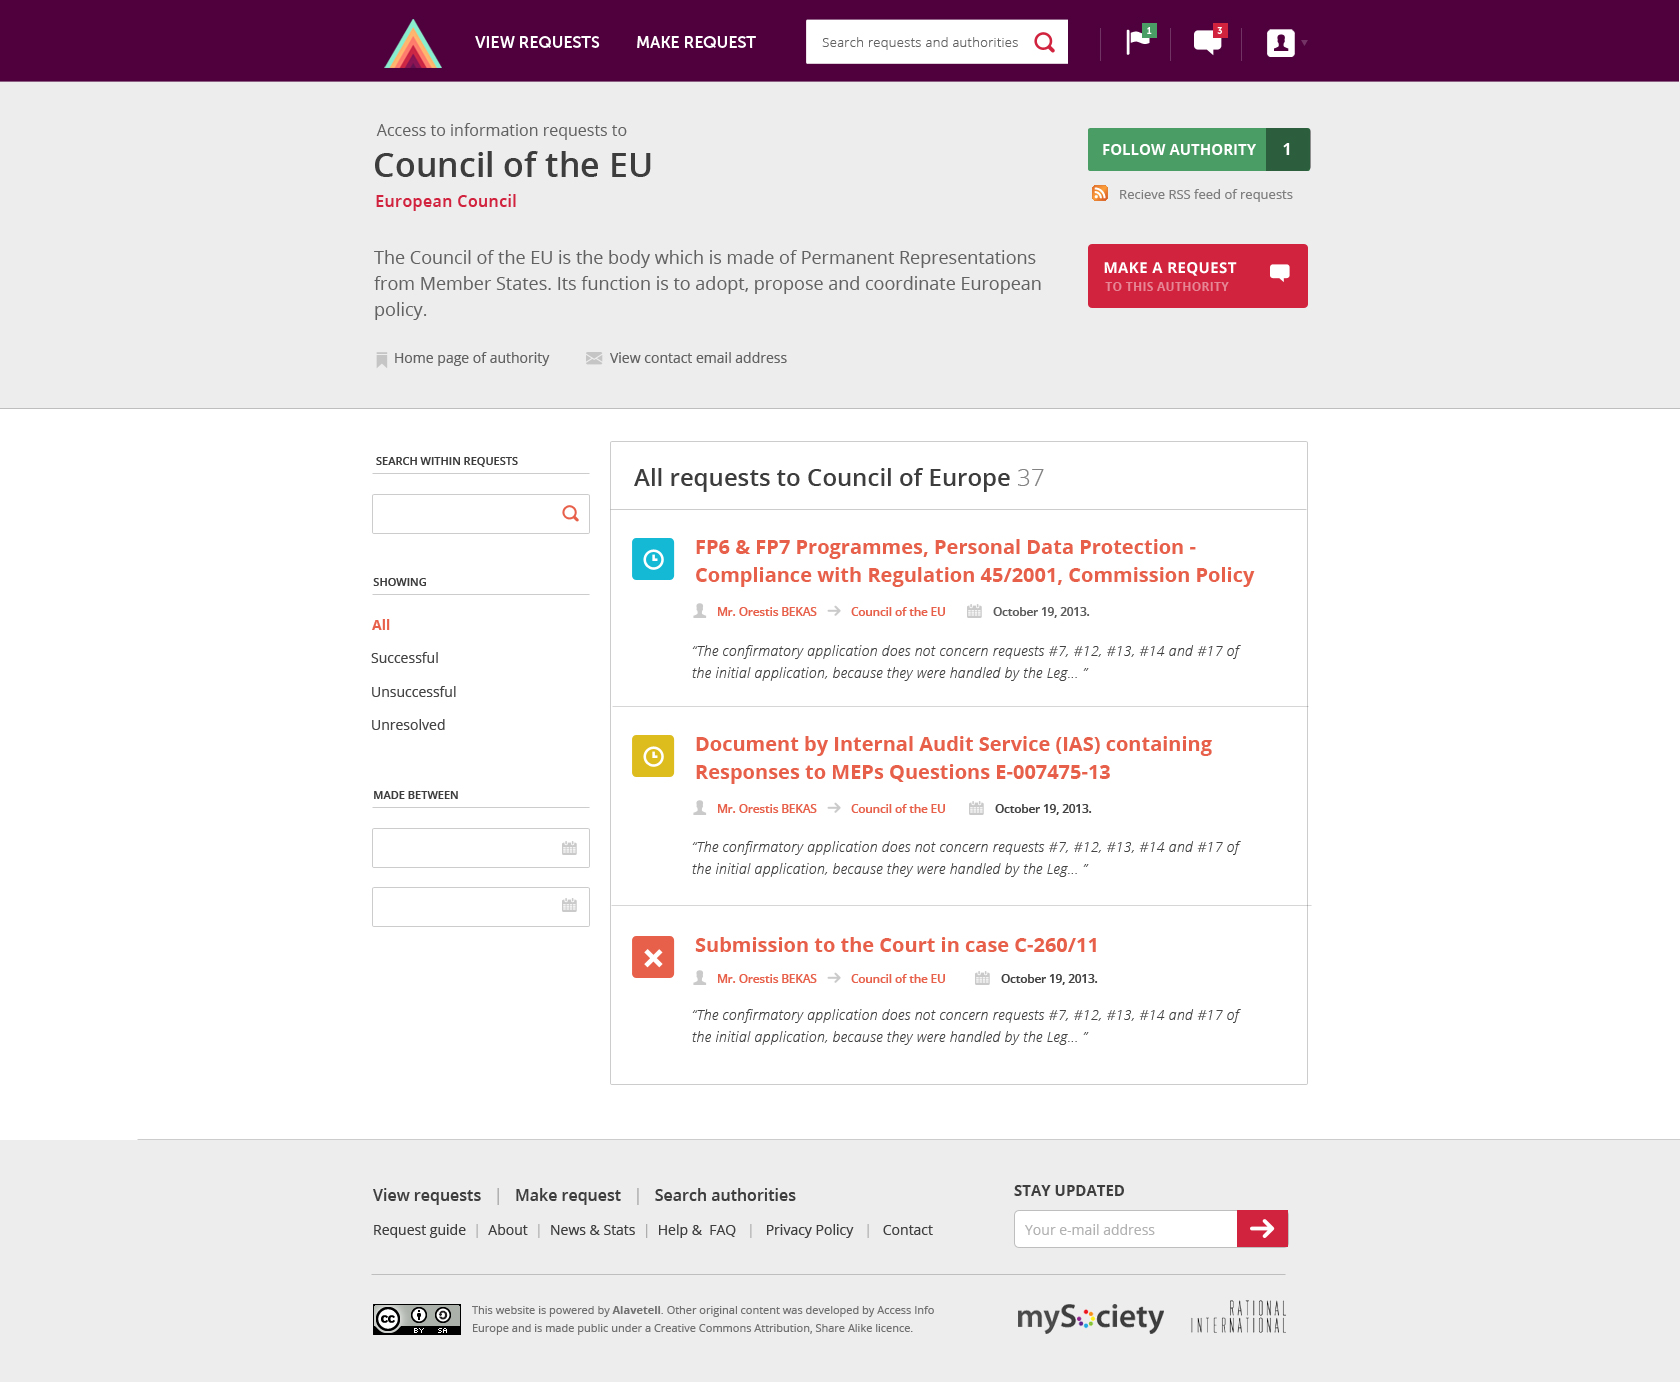 VIEW REQUESTS
MAKE REQUEST
Search requests and authorities
1
3
Access to information requests to
Council of the EU
European Council
FOLLOW AUTHORITY 1
Recieve RSS feed of requests
The Council of the EU is the body which is made of Permanent Representations
from Member States. Its function is to adopt, propose and coordinate European
policy.
MAKE A REQUEST
TO THIS AUTHORITY
Home page of authority
View contact email address
SEARCH WITHIN REQUESTS
SHOWING
All
Successful
Unsuccessful
Unresolved
MADE BETWEEN
All requests to Council of Europe 37
FP6 & FP7 Programmes, Personal Data Protection -
Compliance with Regulation 45/2001, Commission Policy
Mr. Orestis BEKAS Council of the EU October 19, 2013.
“The confirmatory application does not concern requests #7, #12, #13, #14 and #17 of
the initial application, because they were handled by the Leg... ”
Document by Internal Audit Service (IAS) containing
Responses to MEPs Questions E-007475-13
Mr. Orestis BEKAS Council of the EU October 19, 2013.
“The confirmatory application does not concern requests #7, #12, #13, #14 and #17 of
the initial application, because they were handled by the Leg... ”
Submission to the Court in case C-260/11
Mr. Orestis BEKAS Council of the EU October 19, 2013.
“The confirmatory application does not concern requests #7, #12, #13, #14 and #17 of
the initial application, because they were handled by the Leg... ”
View requests | Make request | Search authorities
Request guide | About | News & Stats | Help & FAQ | Privacy Policy | Contact
STAY UPDATED
Your e-mail address
cc BY SA
This website is powered by Alavetell. Other original content was developed by Access Info
Europe and is made public under a Creative Commons Attribution, Share Alike licence.
mySociety
RATIONAL
INTERNATIONAL